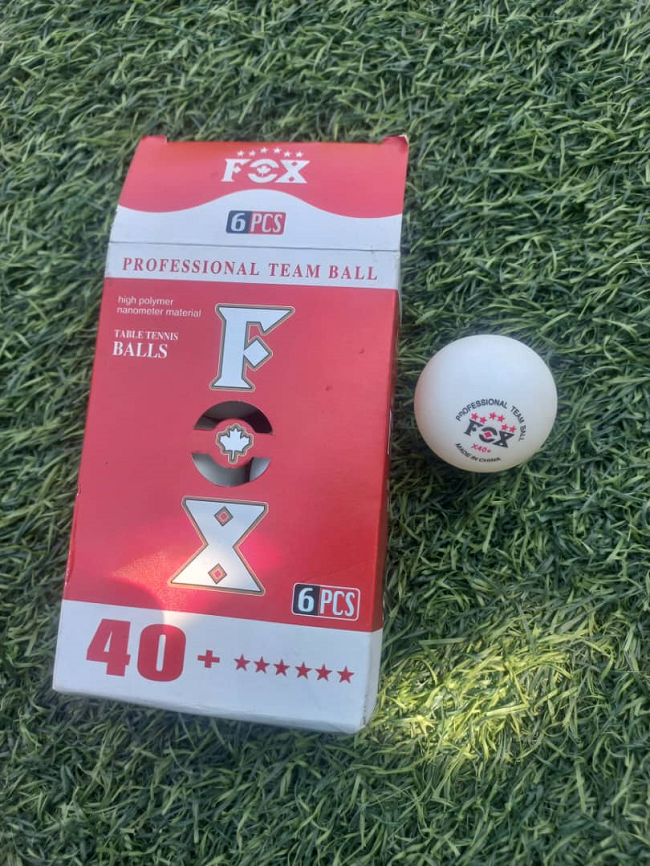 FOX
6 PCS
PROFESSIONAL TEAM BALL
high polymer
nanometer material
TABLE TENNIS
BALLS
FOX
6 PCS
40+
PROFESSIONAL TEAM BALL
FOX
X40+
MADE IN CHINA